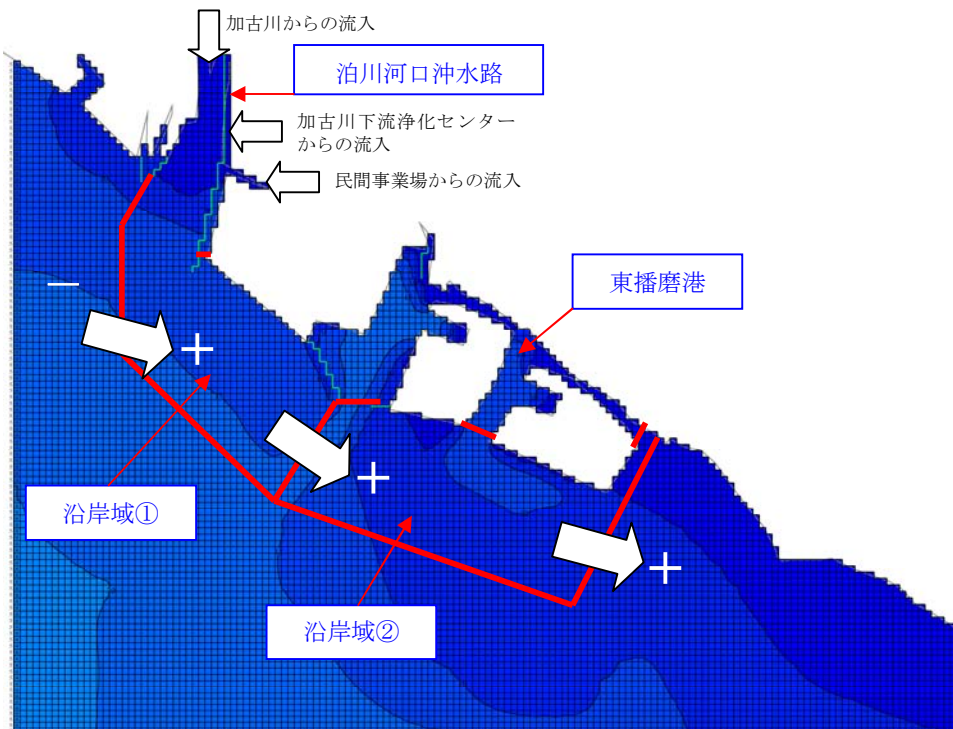 加古川からの流入
泊川河口沖水路
加古川下流浄化センター
からの流入
民間事業場からの流入
東播磨港
－
＋
＋
沿岸域①
＋
沿岸域②